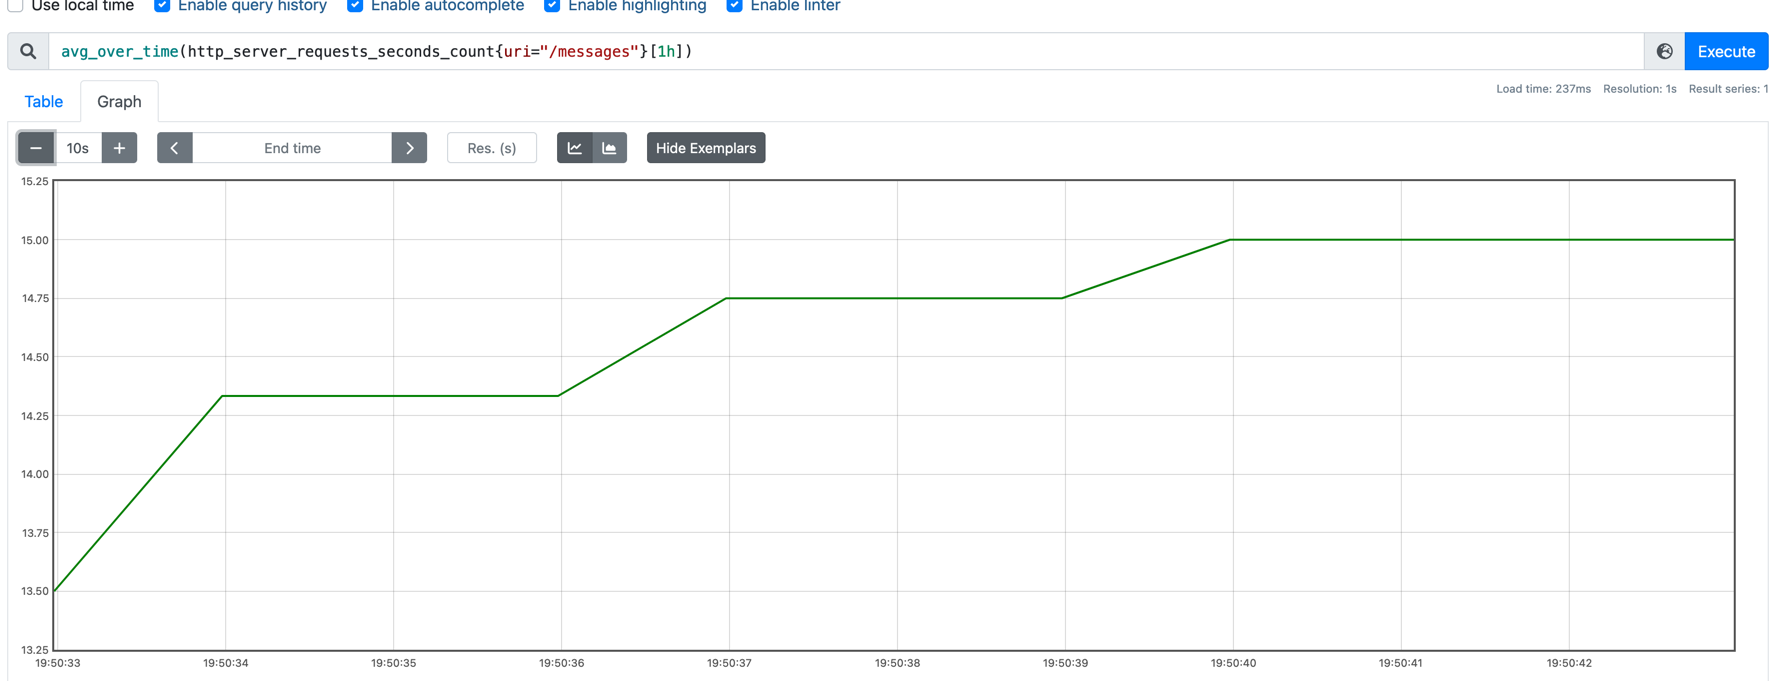 Use local time Enable query history Enable autocomplete Enable highlighting Enable linter
avg_over_time(http_server_requests_seconds_count{uri="/messages"}[1h])
Execute
Load time: 237ms Resolution: 1s Result series: 1
Table Graph
10s End time Res. (s) Hide Exemplars
15.25
15.00
14.75
14.50
14.25
14.00
13.75
13.50
13.25
19:50:33 19:50:34 19:50:35 19:50:36 19:50:37 19:50:38 19:50:39 19:50:40 19:50:41 19:50:42